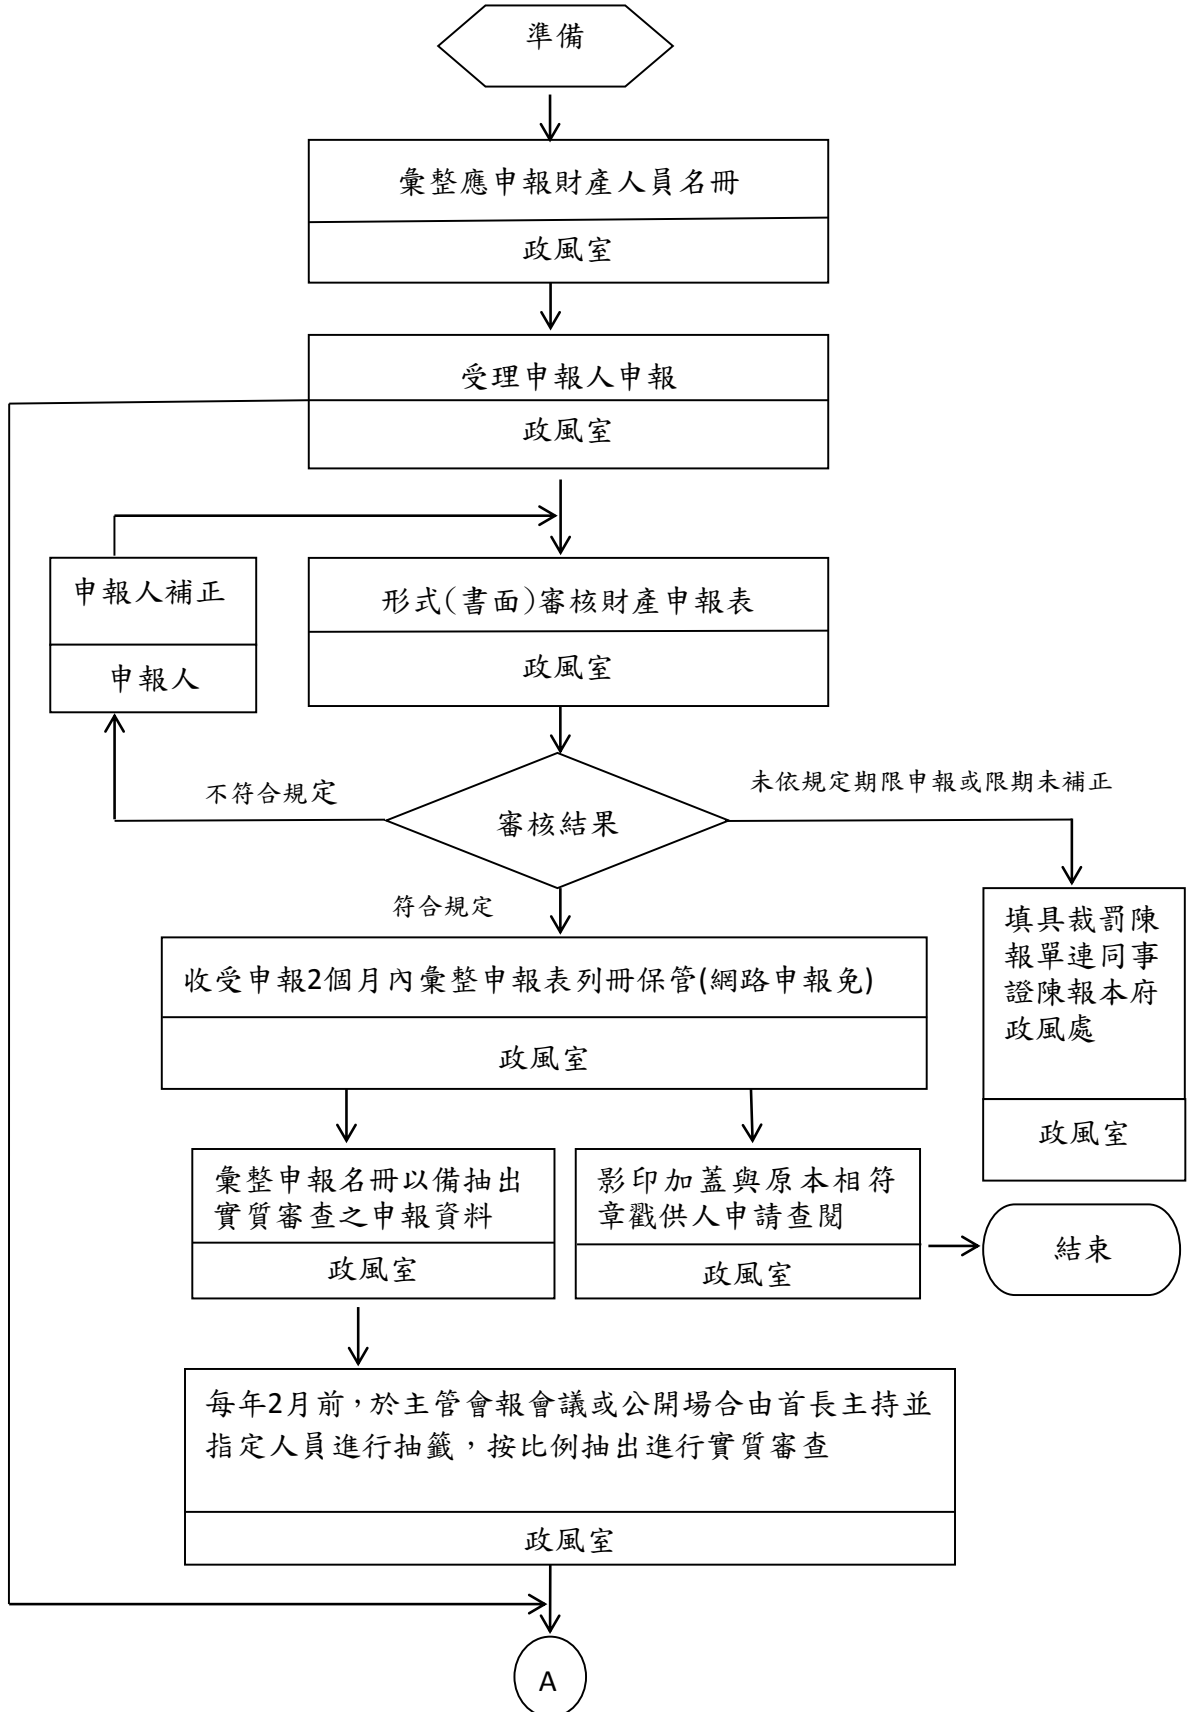 準備
彙整應申報財產人員名冊
政風室
受理申報人申報
政風室
申報人補正
申報人
形式(書面)審核財產申報表
政風室
不符合規定
審核結果
未依規定期限申報或限期未補正
符合規定
填具裁罰陳
報單連同事
證陳報本府
政風處
政風室
收受申報2個月內彙整申報表列冊保管(網路申報免)
政風室
彙整申報名冊以備抽出
實質審查之申報資料
政風室
影印加蓋與原本相符
章戳供人申請查閱
政風室
結束
每年2月前，於主管會報會議或公開場合由首長主持並
指定人員進行抽籤，按比例抽出進行實質審查
政風室
A